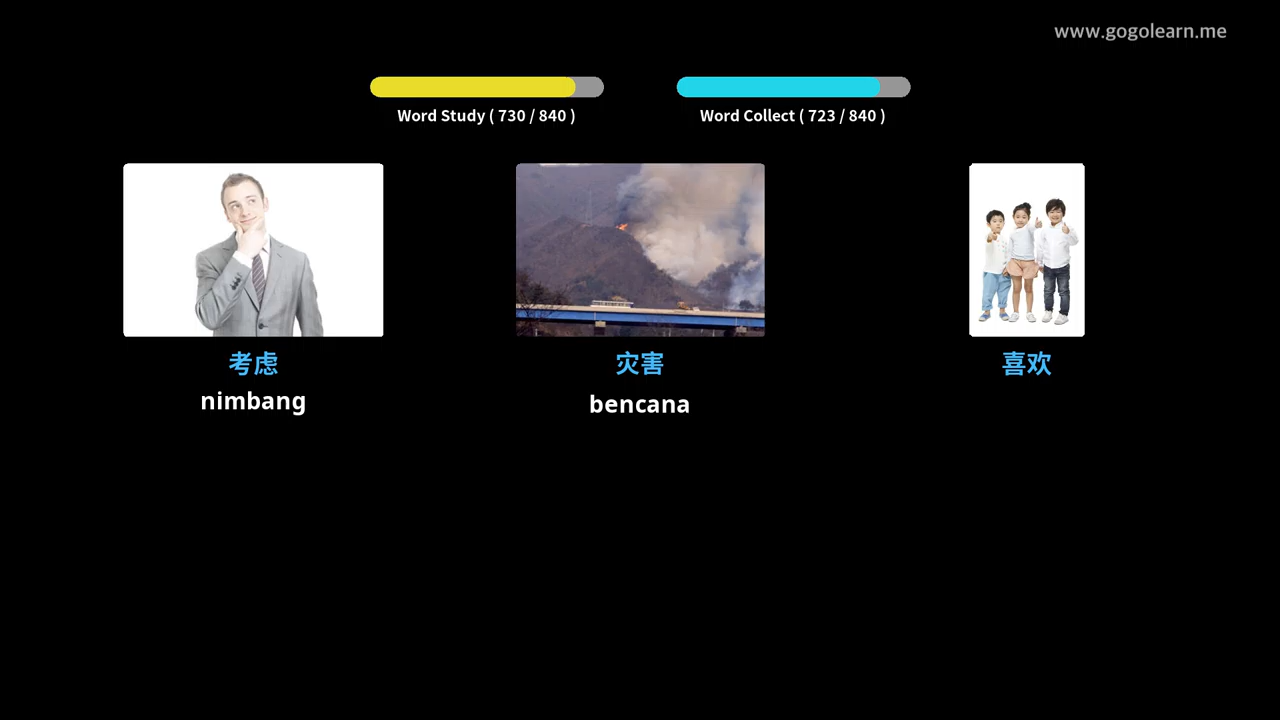 www.gogolearn.me
Word Study ( 730 / 840 )
Word Collect ( 723 / 840 )
考虑
nimbang
灾害
bencana
喜欢